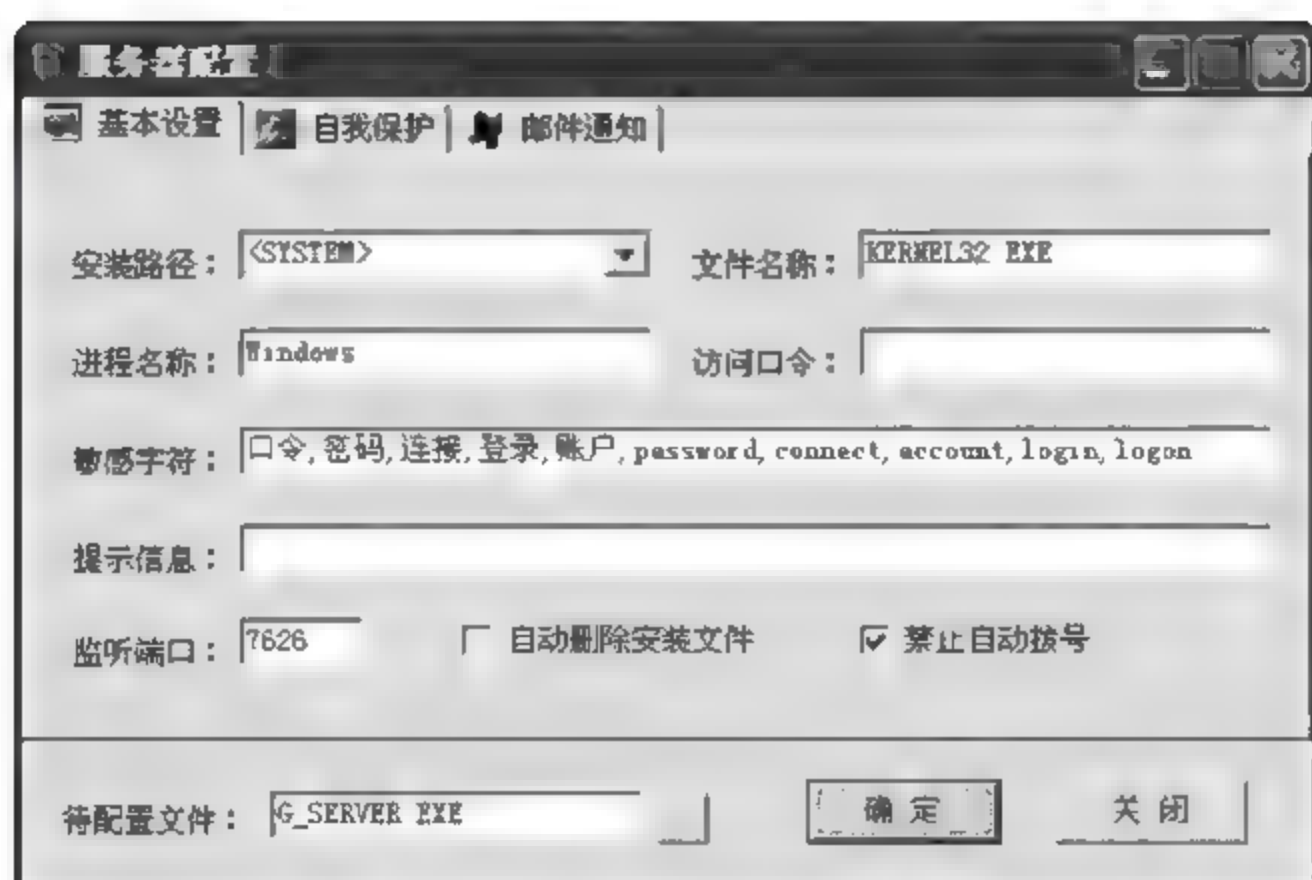 服务器配置
基本设置 自我保护 邮件通知
安装路径： <SYSTEM> 文件名称： KERNEL32 EXE
进程名称： Windows 访问口令：
敏感字符： 口令,密码,连接,登录,账户,password,connect,account,login,logon
提示信息：
监听端口： 7626 自动删除安装文件 禁止自动拨号
待配置文件： G_SERVER EXE 确 定 关 闭